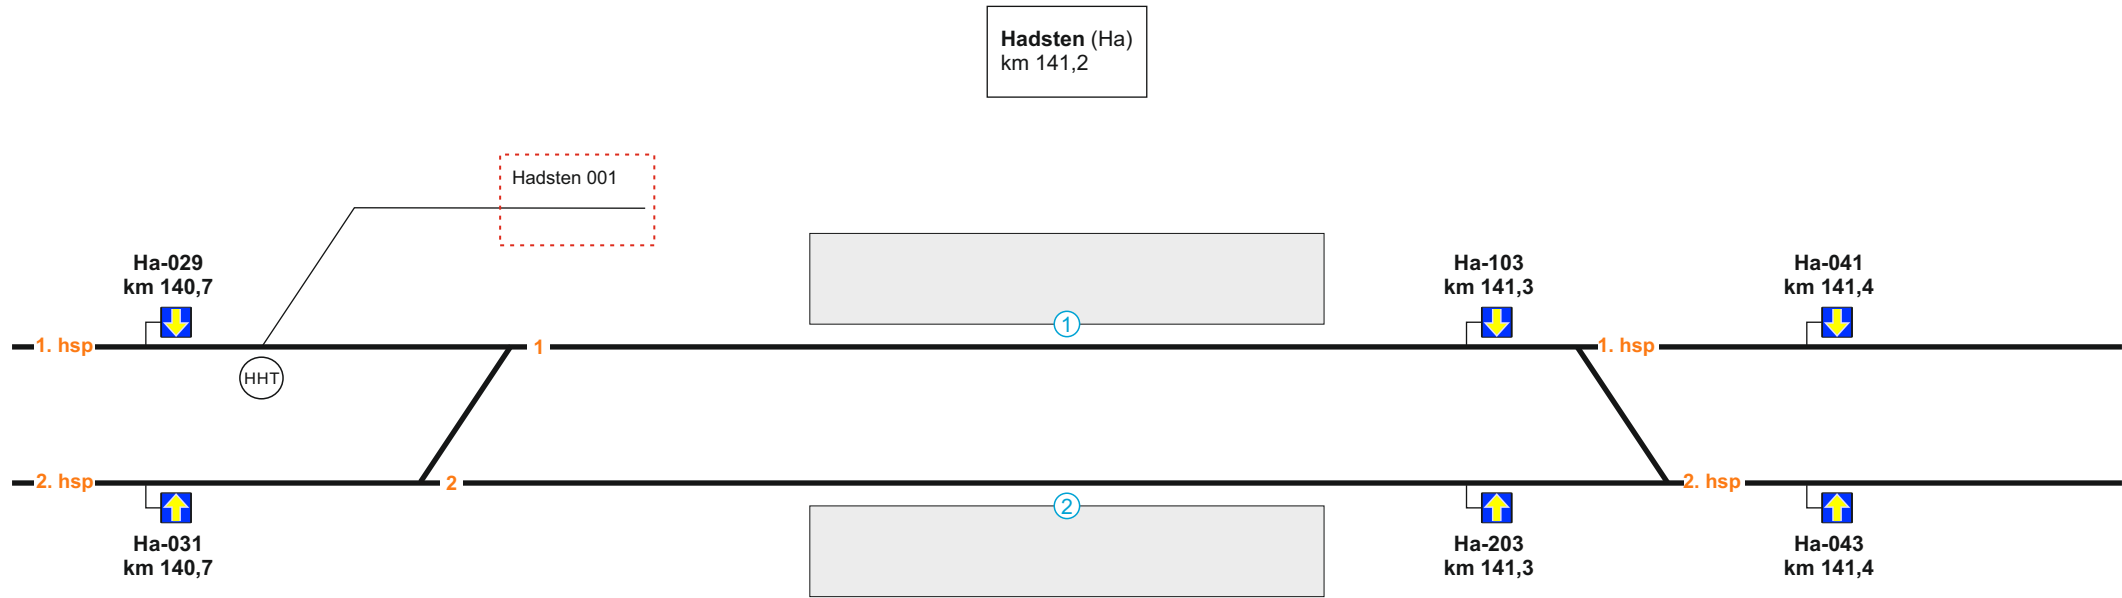 Hadsten (Ha)
km 141,2
Hadsten 001
Ha-029
km 140,7
Ha-103
km 141,3
Ha-041
km 141,4
1
1. hsp
1
1. hsp
HHT
2. hsp
2
2. hsp
2
Ha-031
km 140,7
Ha-203
km 141,3
Ha-043
km 141,4